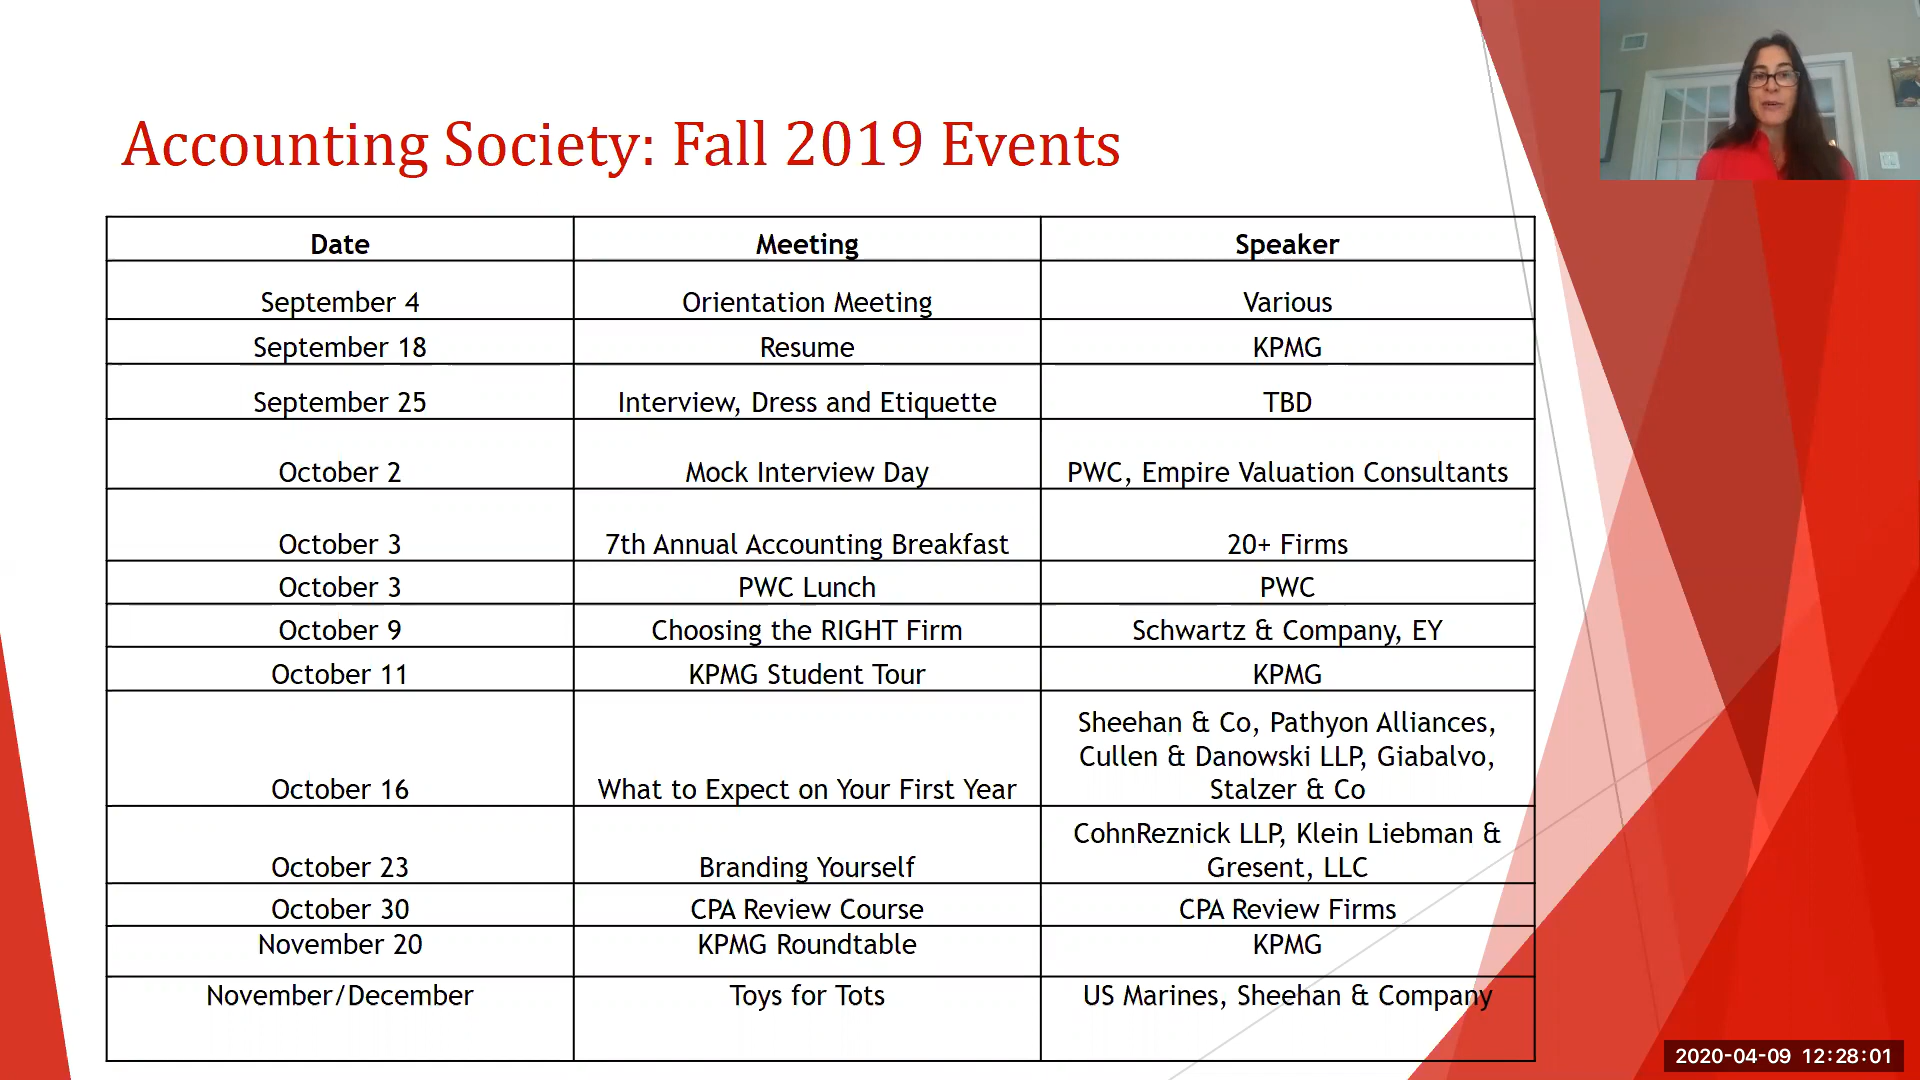 Accounting Society: Fall 2019 Events
Date Meeting Speaker
September 4 Orientation Meeting Various
September 18 Resume KPMG
September 25 Interview, Dress and Etiquette TBD
October 2 Mock Interview Day PWC, Empire Valuation Consultants
October 3 7th Annual Accounting Breakfast 20+ Firms
October 3 PWC Lunch PWC
October 9 Choosing the RIGHT Firm Schwartz & Company, EY
October 11 KPMG Student Tour KPMG
Sheehan & Co, Pathyon Alliances,
Cullen & Danowski LLP, Giabalvo,
October 16 What to Expect on Your First Year Stalzer & Co
CohnReznick LLP, Klein Liebman &
October 23 Branding Yourself Gresent, LLC
October 30 CPA Review Course CPA Review Firms
November 20 KPMG Roundtable KPMG
November/December Toys for Tots US Marines, Sheehan & Company
2020-04-09 12:28:01